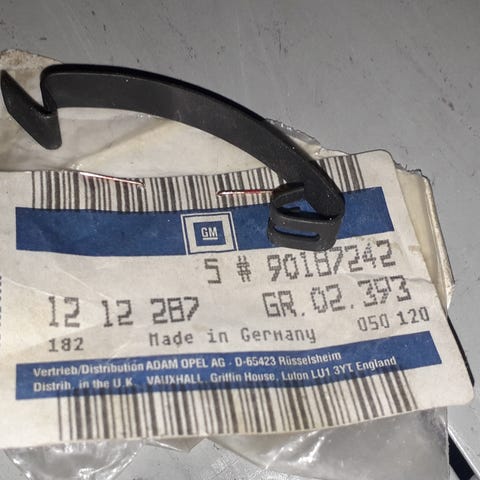 GM
5 # 90187242
12 12 287 GR. 02.393
182 Made in Germany 050 120
Vertrieb/Distribution ADAM OPEL AG · D-65423 Rüsselsheim
Distrib. in the U.K. VAUXHALL, Griffin House, Luton LU1 3YT England